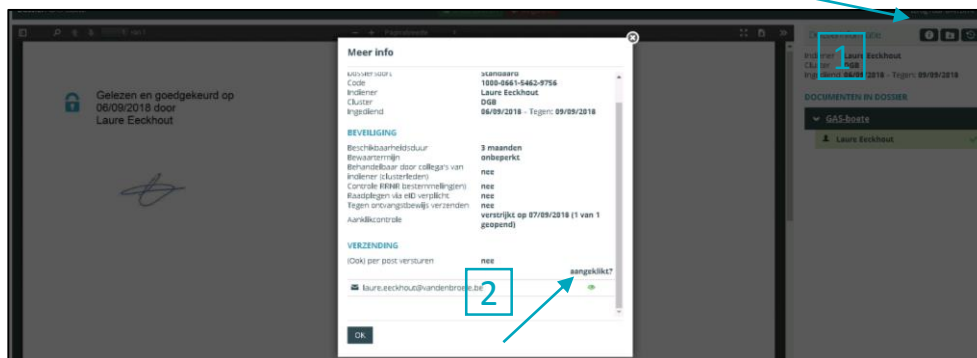 Paginabreedte
van 1
Gelezen en goedgekeurd op
06/09/2018 door
Laure Eeckhout
Meer info
Dossiersoort Standaard
Code 1000-0661-5462-9756
Indiener Laure Eeckhout
Cluster DGB
Ingediend 06/09/2018 - Tegen: 09/09/2018
BEVEILIGING
Beschikbaarheidsduur 3 maanden
Bewaartermijn onbeperkt
Behandelbaar door collega's van
indiener (clusterleden) nee
Controle RRNR bestemmeling(en) nee
Raadplegen via eID verplicht nee
Tegen ontvangstbewijs verzenden nee
Aanklikcontrole verstrijkt op 07/09/2018 (1 van 1
geopend)
VERZENDING
(Ook) per post versturen nee
aangeklikt?
laure.eeckhout@vandenbroele.be
2
OK
1
Indiener Laure Eeckhout
Cluster DGB
Ingediend 06/09/2018 - Tegen: 09/09/2018
DOCUMENTEN IN DOSSIER
GAS-boete
Laure Eeckhout